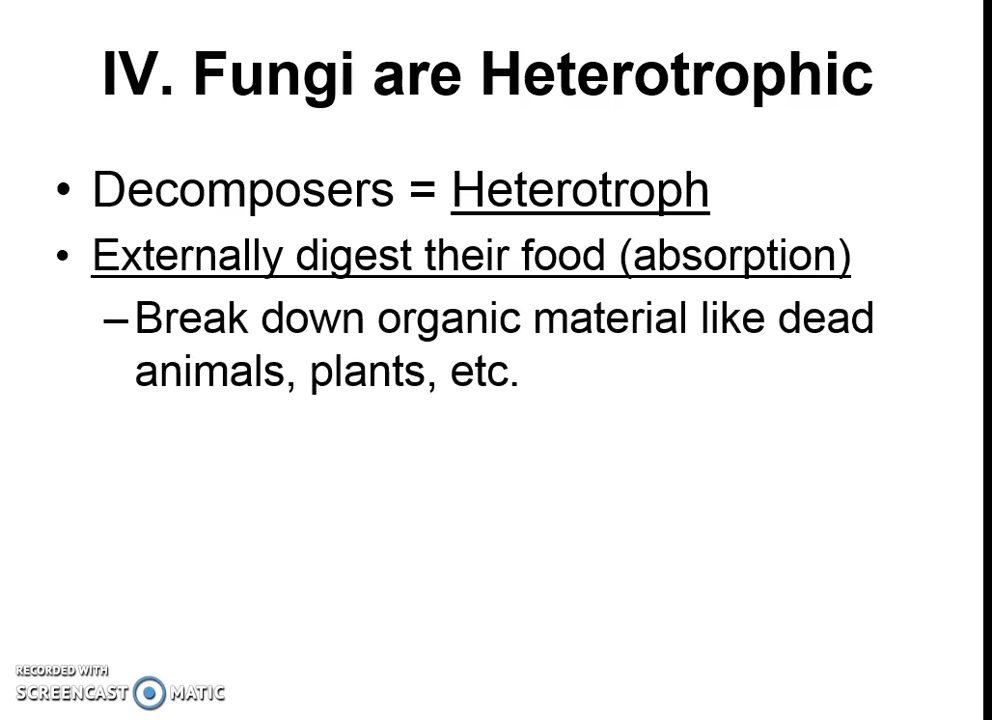 IV. Fungi are Heterotrophic
• Decomposers = Heterotroph
• Externally digest their food (absorption)
– Break down organic material like dead
animals, plants, etc.
RECORDED WITH
SCREENCAST MATIC